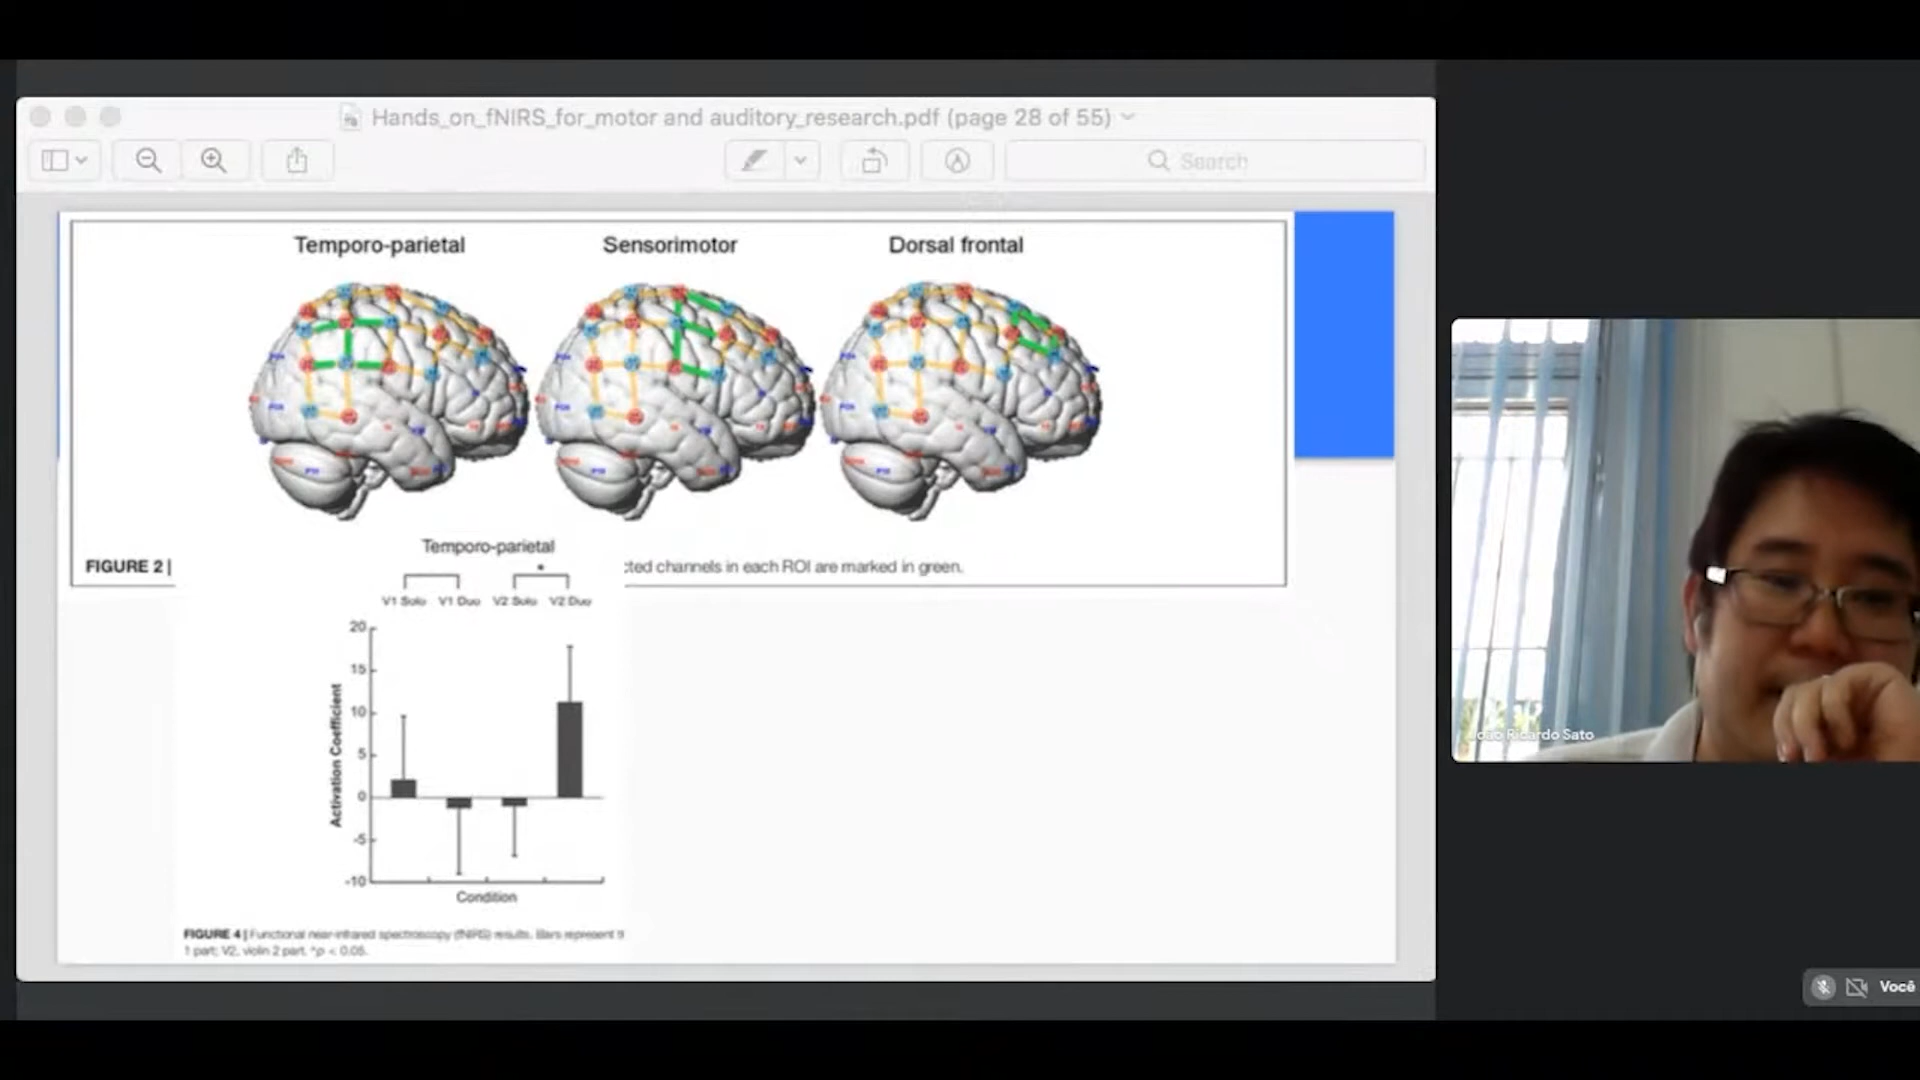 Hands_on_fNIRS_for_motor and auditory_research.pdf (page 28 of 55)
Search
Temporo-parietal Sensorimotor Dorsal frontal
FIGURE 2 | cted channels in each ROI are marked in green.
Temporo-parietal
*
V1 Solo V1 Duo V2 Solo V2 Duo
20
15
10
5
0
-5
-10
Activation Coefficient
Condition
FIGURE 4 | Functional near-infrared spectroscopy (fNIRS) results. Bars represent
1 part; V2, violin 2 part. *p < 0.05.
João Ricardo Sato
Você